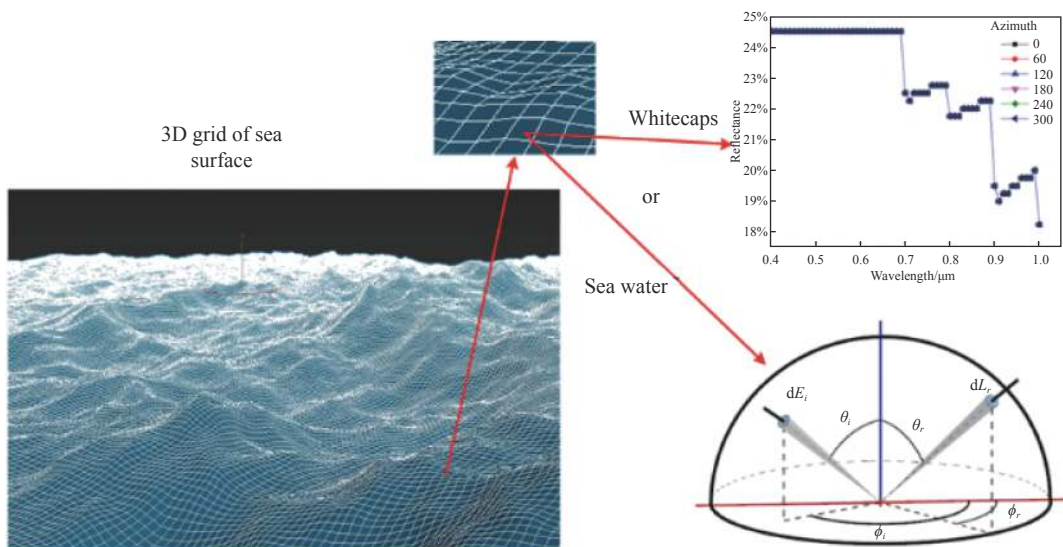 3D grid of sea
surface
Whitecaps
or
Sea water
Reflectance
25%
24%
23%
22%
21%
20%
19%
18%
0.4 0.5 0.6 0.7 0.8 0.9 1.0
Wavelength/μm
Azimuth
0
60
120
180
240
300
dE_i
dL_r
θ_i
θ_r
ϕ_i
ϕ_r